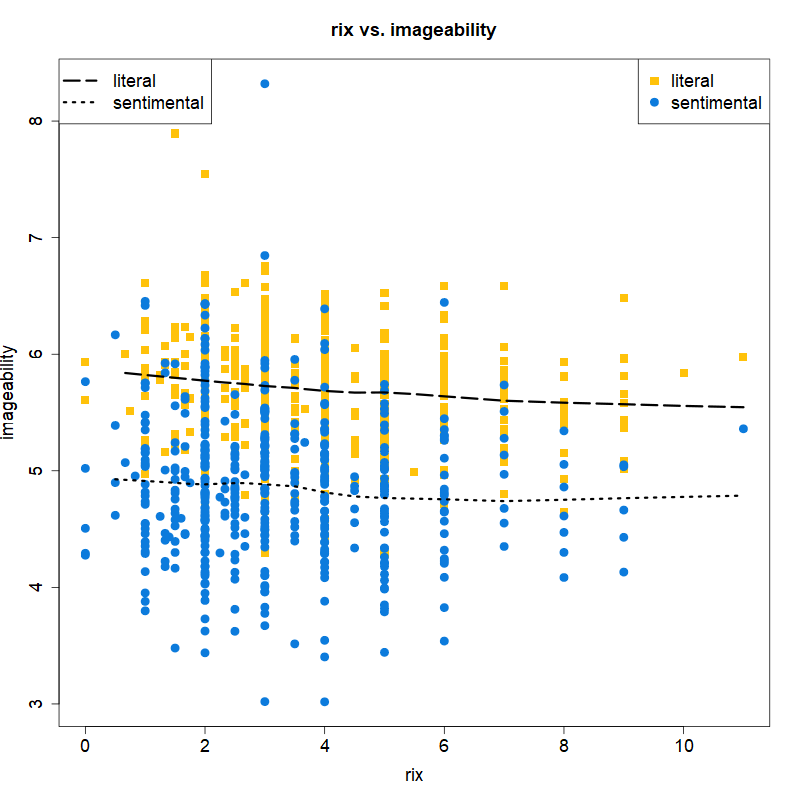 rix vs. imageability
literal
sentimental
literal
sentimental
imageability
8
7
6
5
4
3
0 2 4 6 8 10
rix